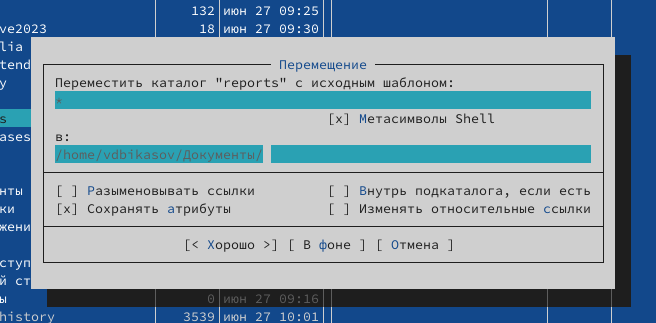 132 июн 27 09:25
ve2023 18 июн 27 09:30
lia
tend
Перемещение
y
Переместить каталог "reports" с исходным шаблоном:
*
s [x] Метасимволы Shell
ases в:
/home/vdbikasov/Документы/
нты [ ] Разыменовывать ссылки [ ] Внутрь подкаталога, если есть
ки [x] Сохранять атрибуты [ ] Изменять относительные ссылки
жени
[< Хорошо >] [ В фоне ] [ Отмена ]
ступ
й ст
ы 0 июн 27 09:16
history 3539 июн 27 10:01